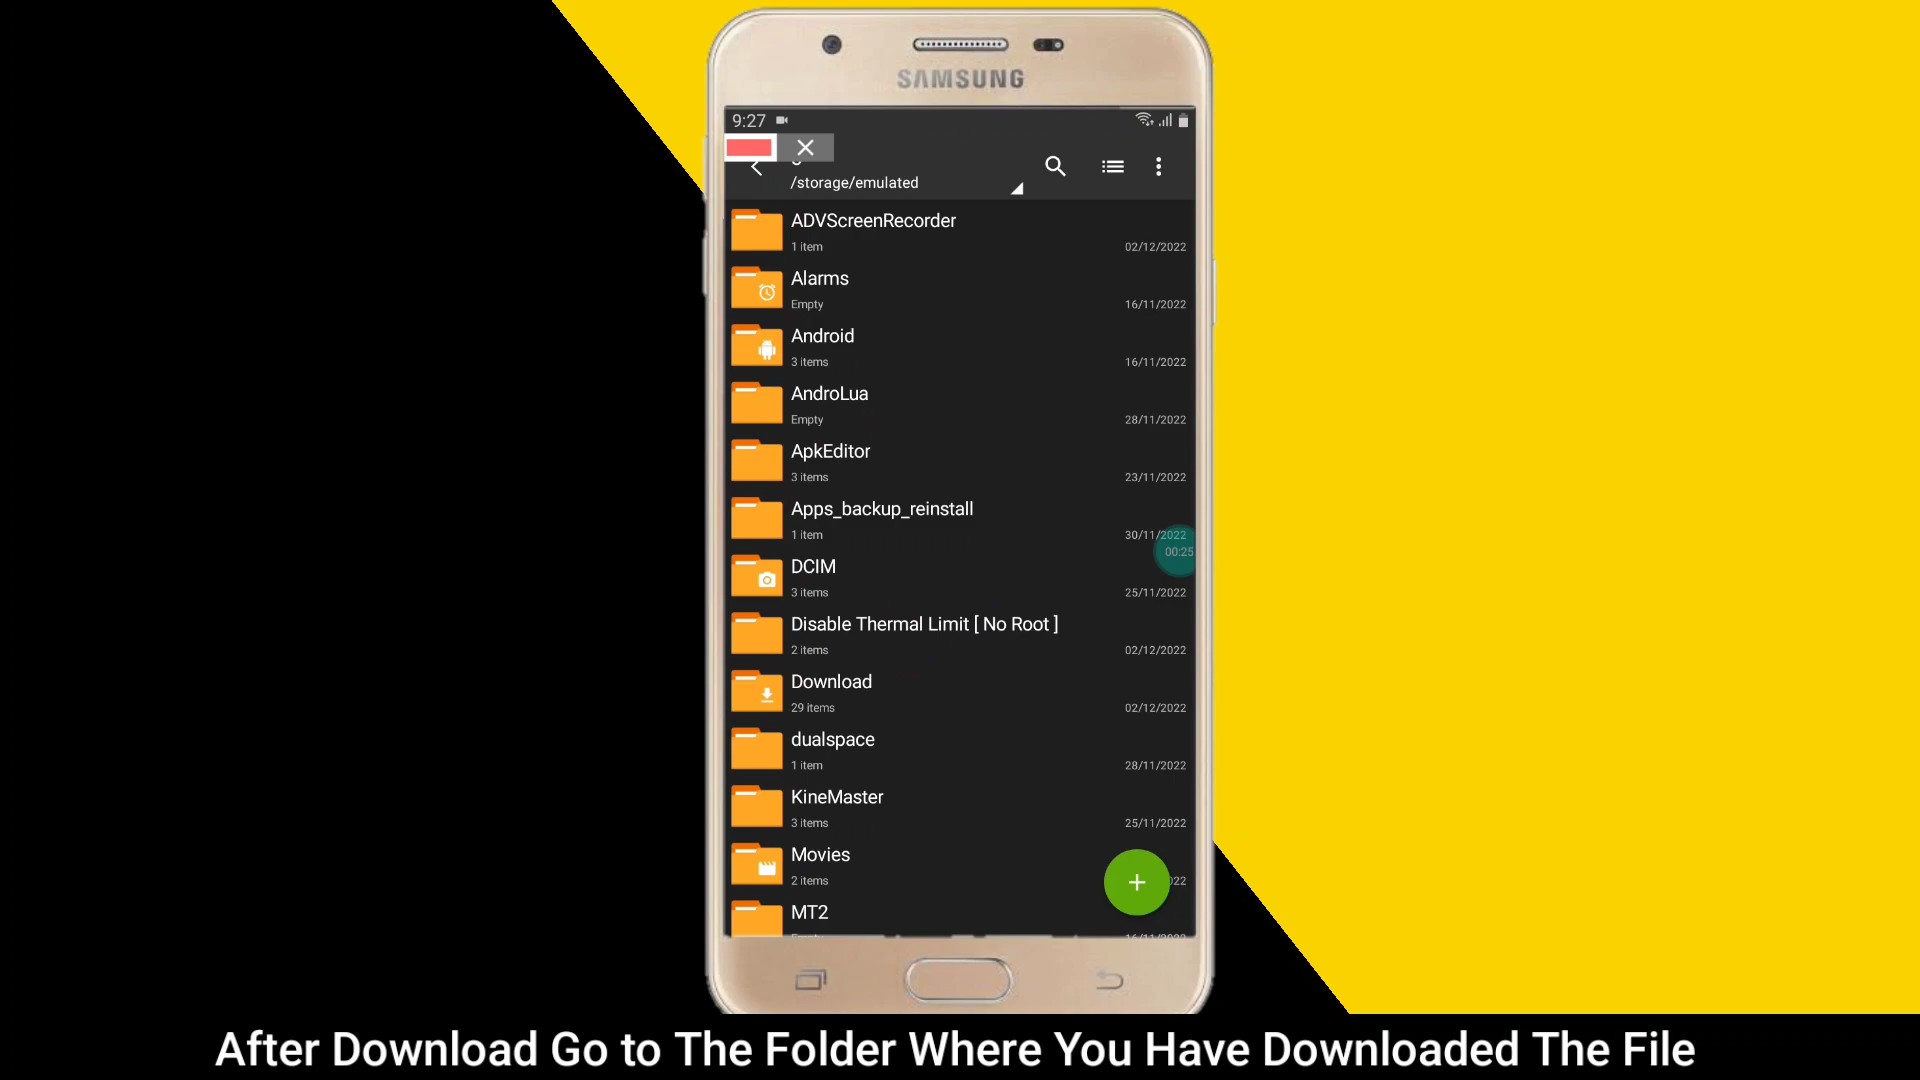 SAMSUNG
9:27
/storage/emulated
ADVScreenRecorder
1 item
02/12/2022
Alarms
Empty
16/11/2022
Android
3 items
16/11/2022
AndroLua
Empty
28/11/2022
ApkEditor
3 items
23/11/2022
Apps_backup_reinstall
1 item
30/11/2022
00:25
DCIM
3 items
25/11/2022
Disable Thermal Limit [ No Root ]
2 items
02/12/2022
Download
29 items
02/12/2022
dualspace
1 item
28/11/2022
KineMaster
3 items
25/11/2022
Movies
2 items
022
MT2
After Download Go to The Folder Where You Have Downloaded The File